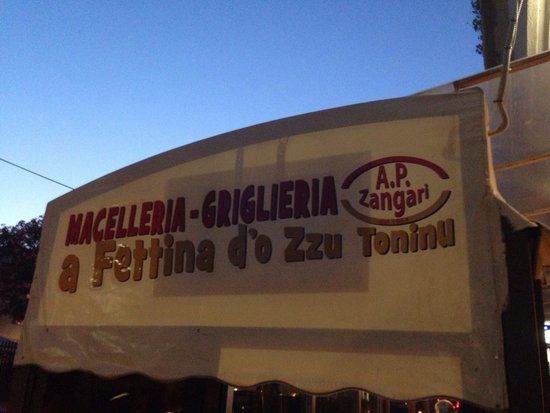 MACELLERIA - GRIGLIERIA
A.P.
Zangari
a Fettina d'o Zzu Toninu